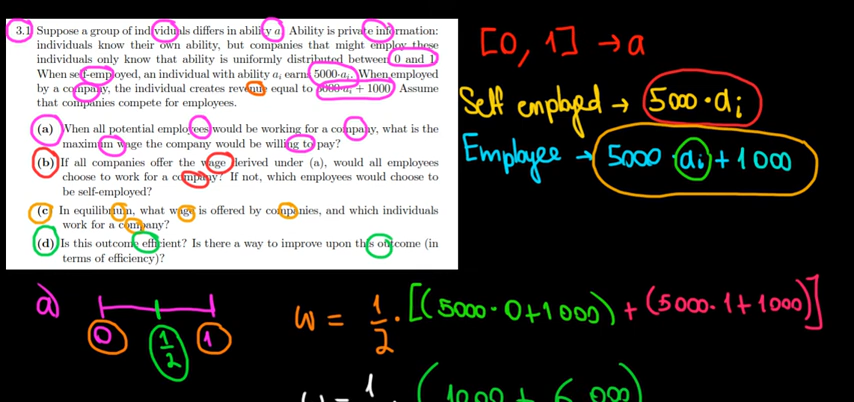 3.1 Suppose a group of individuals differs in ability a. Ability is private information:
individuals know their own ability, but companies that might employ these
individuals only know that ability is uniformly distributed between 0 and 1.
When self-employed, an individual with ability aᵢ earns 5000·aᵢ. When employed
by a company, the individual creates revenue equal to 5000·aᵢ + 1000. Assume
that companies compete for employees.
(a) When all potential employees would be working for a company, what is the
maximum wage the company would be willing to pay?
(b) If all companies offer the wage derived under (a), would all employees
choose to work for a company? If not, which employees would choose to
be self-employed?
(c) In equilibrium, what wage is offered by companies, and which individuals
work for a company?
(d) Is this outcome efficient? Is there a way to improve upon this outcome (in
terms of efficiency)?
[0, 1] → a
Self employed → 5000·aᵢ
Employee → 5000·aᵢ + 1000
a) 0 1/2 1
w = 1/2 · [(5000·0+1000) + (5000·1+1000)]
1 (1000 + 6000)